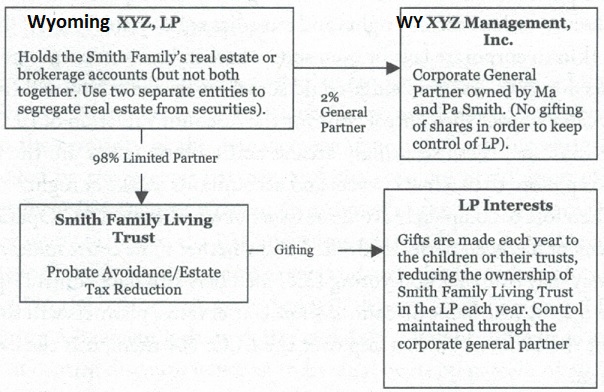 Wyoming XYZ, LP
Holds the Smith Family's real estate or
brokerage accounts (but not both
together. Use two separate entities to
segregate real estate from securities).
WY XYZ Management,
Inc.
Corporate General
Partner owned by Ma
and Pa Smith. (No gifting
of shares in order to keep
control of LP).
2%
General
Partner
98% Limited Partner
Smith Family Living
Trust
Probate Avoidance/Estate
Tax Reduction
Gifting
LP Interests
Gifts are made each year to
the children or their trusts,
reducing the ownership of
Smith Family Living Trust
in the LP each year. Control
maintained through the
corporate general partner